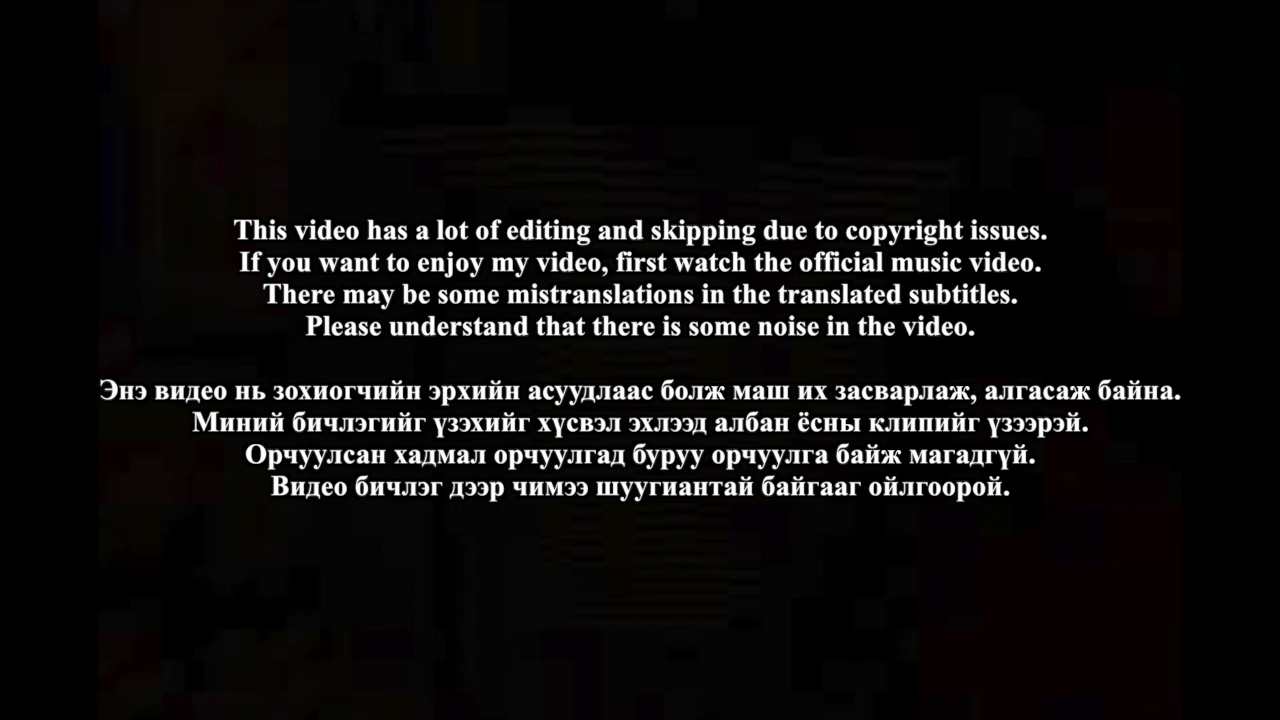 This video has a lot of editing and skipping due to copyright issues.
If you want to enjoy my video, first watch the official music video.
There may be some mistranslations in the translated subtitles.
Please understand that there is some noise in the video.
Энэ видео нь зохиогчийн эрхийн асуудлаас болж маш их засварлаж, алгасаж байна.
Миний бичлэгийг үзэхийг хүсвэл эхлээд албан ёсны клипийг үзээрэй.
Орчуулсан хадмал орчуулгад буруу орчуулга байж магадгүй.
Видео бичлэг дээр чимээ шуугиантай байгааг ойлгоорой.